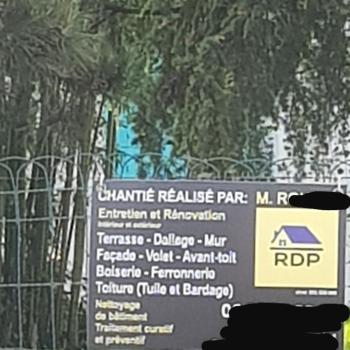 CHANTIÉ RÉALISÉ PAR: M.
Entretien et Rénovation
Intérieur et extérieur
Terrasse - Dallage - Mur
Façade - Volet - Avant-toit
Boiserie - Ferronnerie
Toiture (Tuile et Bardage)
Nettoyage
de bâtiment
Traitement curatif
et préventif
RDP